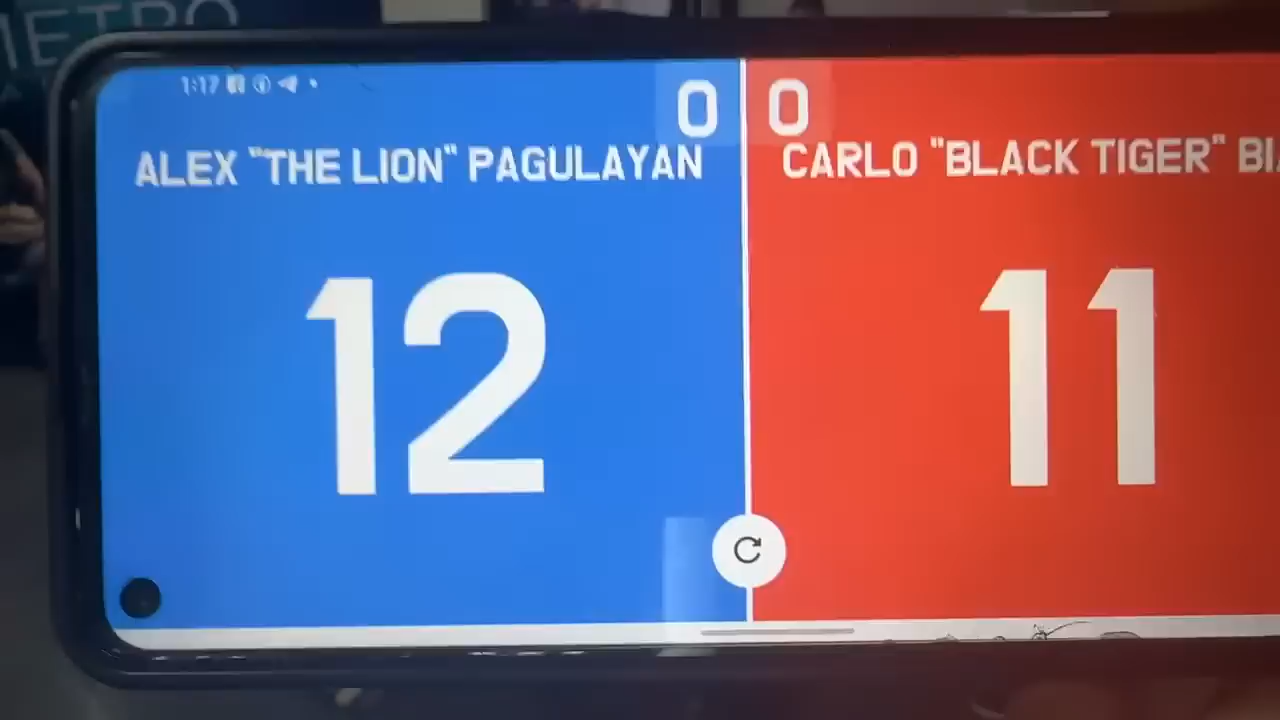 METRO
1:17
0
0
ALEX "THE LION" PAGULAYAN
CARLO "BLACK TIGER"
12
11